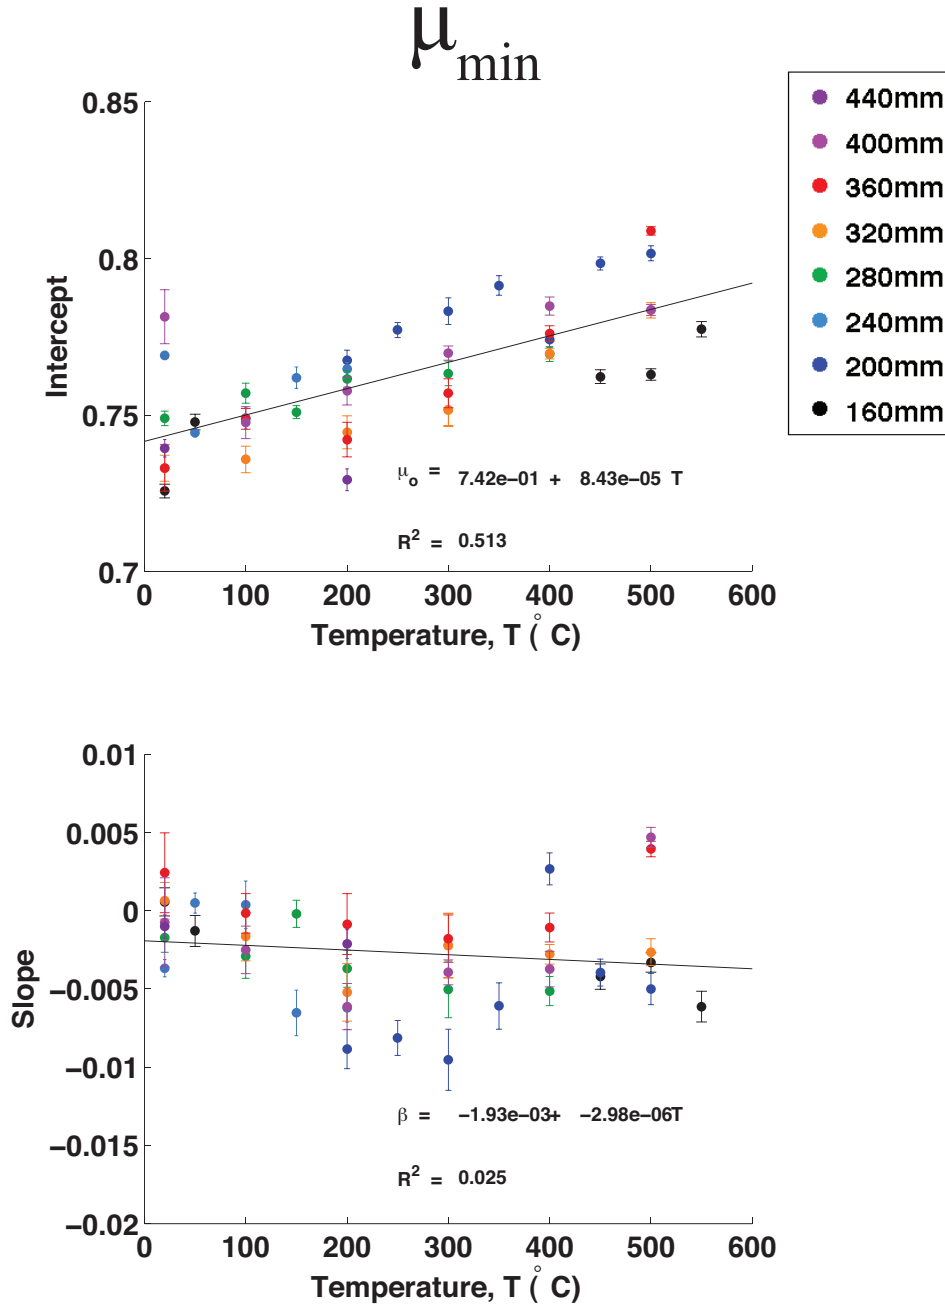 μmin
0.85
0.8
0.75
0.7
Intercept
0 100 200 300 400 500 600
Temperature, T (° C)
μo = 7.42e−01 + 8.43e−05 T
R2 = 0.513
440mm
400mm
360mm
320mm
280mm
240mm
200mm
160mm
0.01
0.005
0
−0.005
−0.01
−0.015
−0.02
Slope
0 100 200 300 400 500 600
Temperature, T (° C)
β = −1.93e−03+ −2.98e−06T
R2 = 0.025